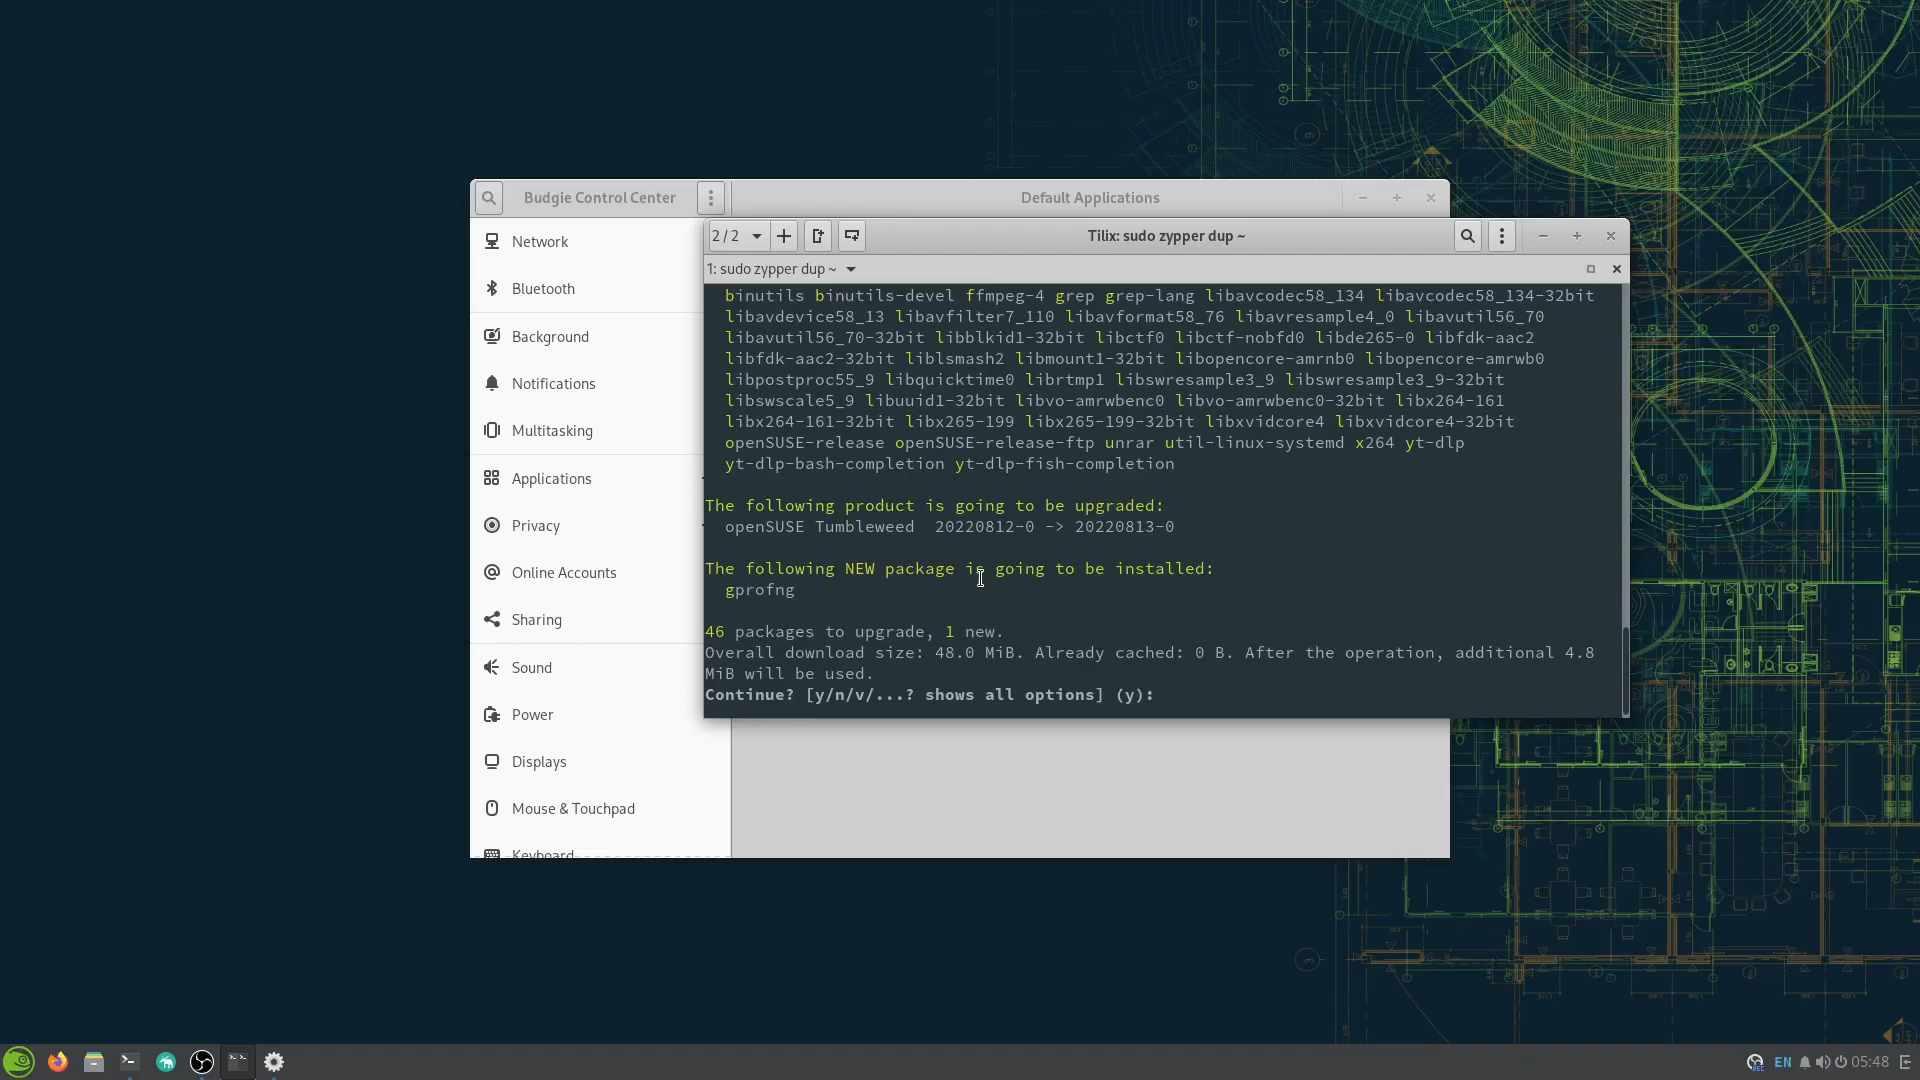 Budgie Control Center
Default Applications
Network
Bluetooth
Background
Notifications
Multitasking
Applications
Privacy
Online Accounts
Sharing
Sound
Power
Displays
Mouse & Touchpad
Keyboard
2 / 2
Tilix: sudo zypper dup ~
1: sudo zypper dup ~
binutils binutils-devel ffmpeg-4 grep grep-lang libavcodec58_134 libavcodec58_134-32bit
libavdevice58_13 libavfilter7_110 libavformat58_76 libavresample4_0 libavutil56_70
libavutil56_70-32bit libblkid1-32bit libctf0 libctf-nobfd0 libde265-0 libfdk-aac2
libfdk-aac2-32bit liblsmash2 libmount1-32bit libopencore-amrnb0 libopencore-amrwb0
libpostproc55_9 libquicktime0 librtmp1 libswresample3_9 libswresample3_9-32bit
libswscale5_9 libuuid1-32bit libvo-amrwbenc0 libvo-amrwbenc0-32bit libx264-161
libx264-161-32bit libx265-199 libx265-199-32bit libxvidcore4 libxvidcore4-32bit
openSUSE-release openSUSE-release-ftp unrar util-linux-systemd x264 yt-dlp
yt-dlp-bash-completion yt-dlp-fish-completion
The following product is going to be upgraded:
openSUSE Tumbleweed 20220812-0 -> 20220813-0
The following NEW package is going to be installed:
gprofng
46 packages to upgrade, 1 new.
Overall download size: 48.0 MiB. Already cached: 0 B. After the operation, additional 4.8
MiB will be used.
Continue? [y/n/v/...? shows all options] (y):
EN 05:48